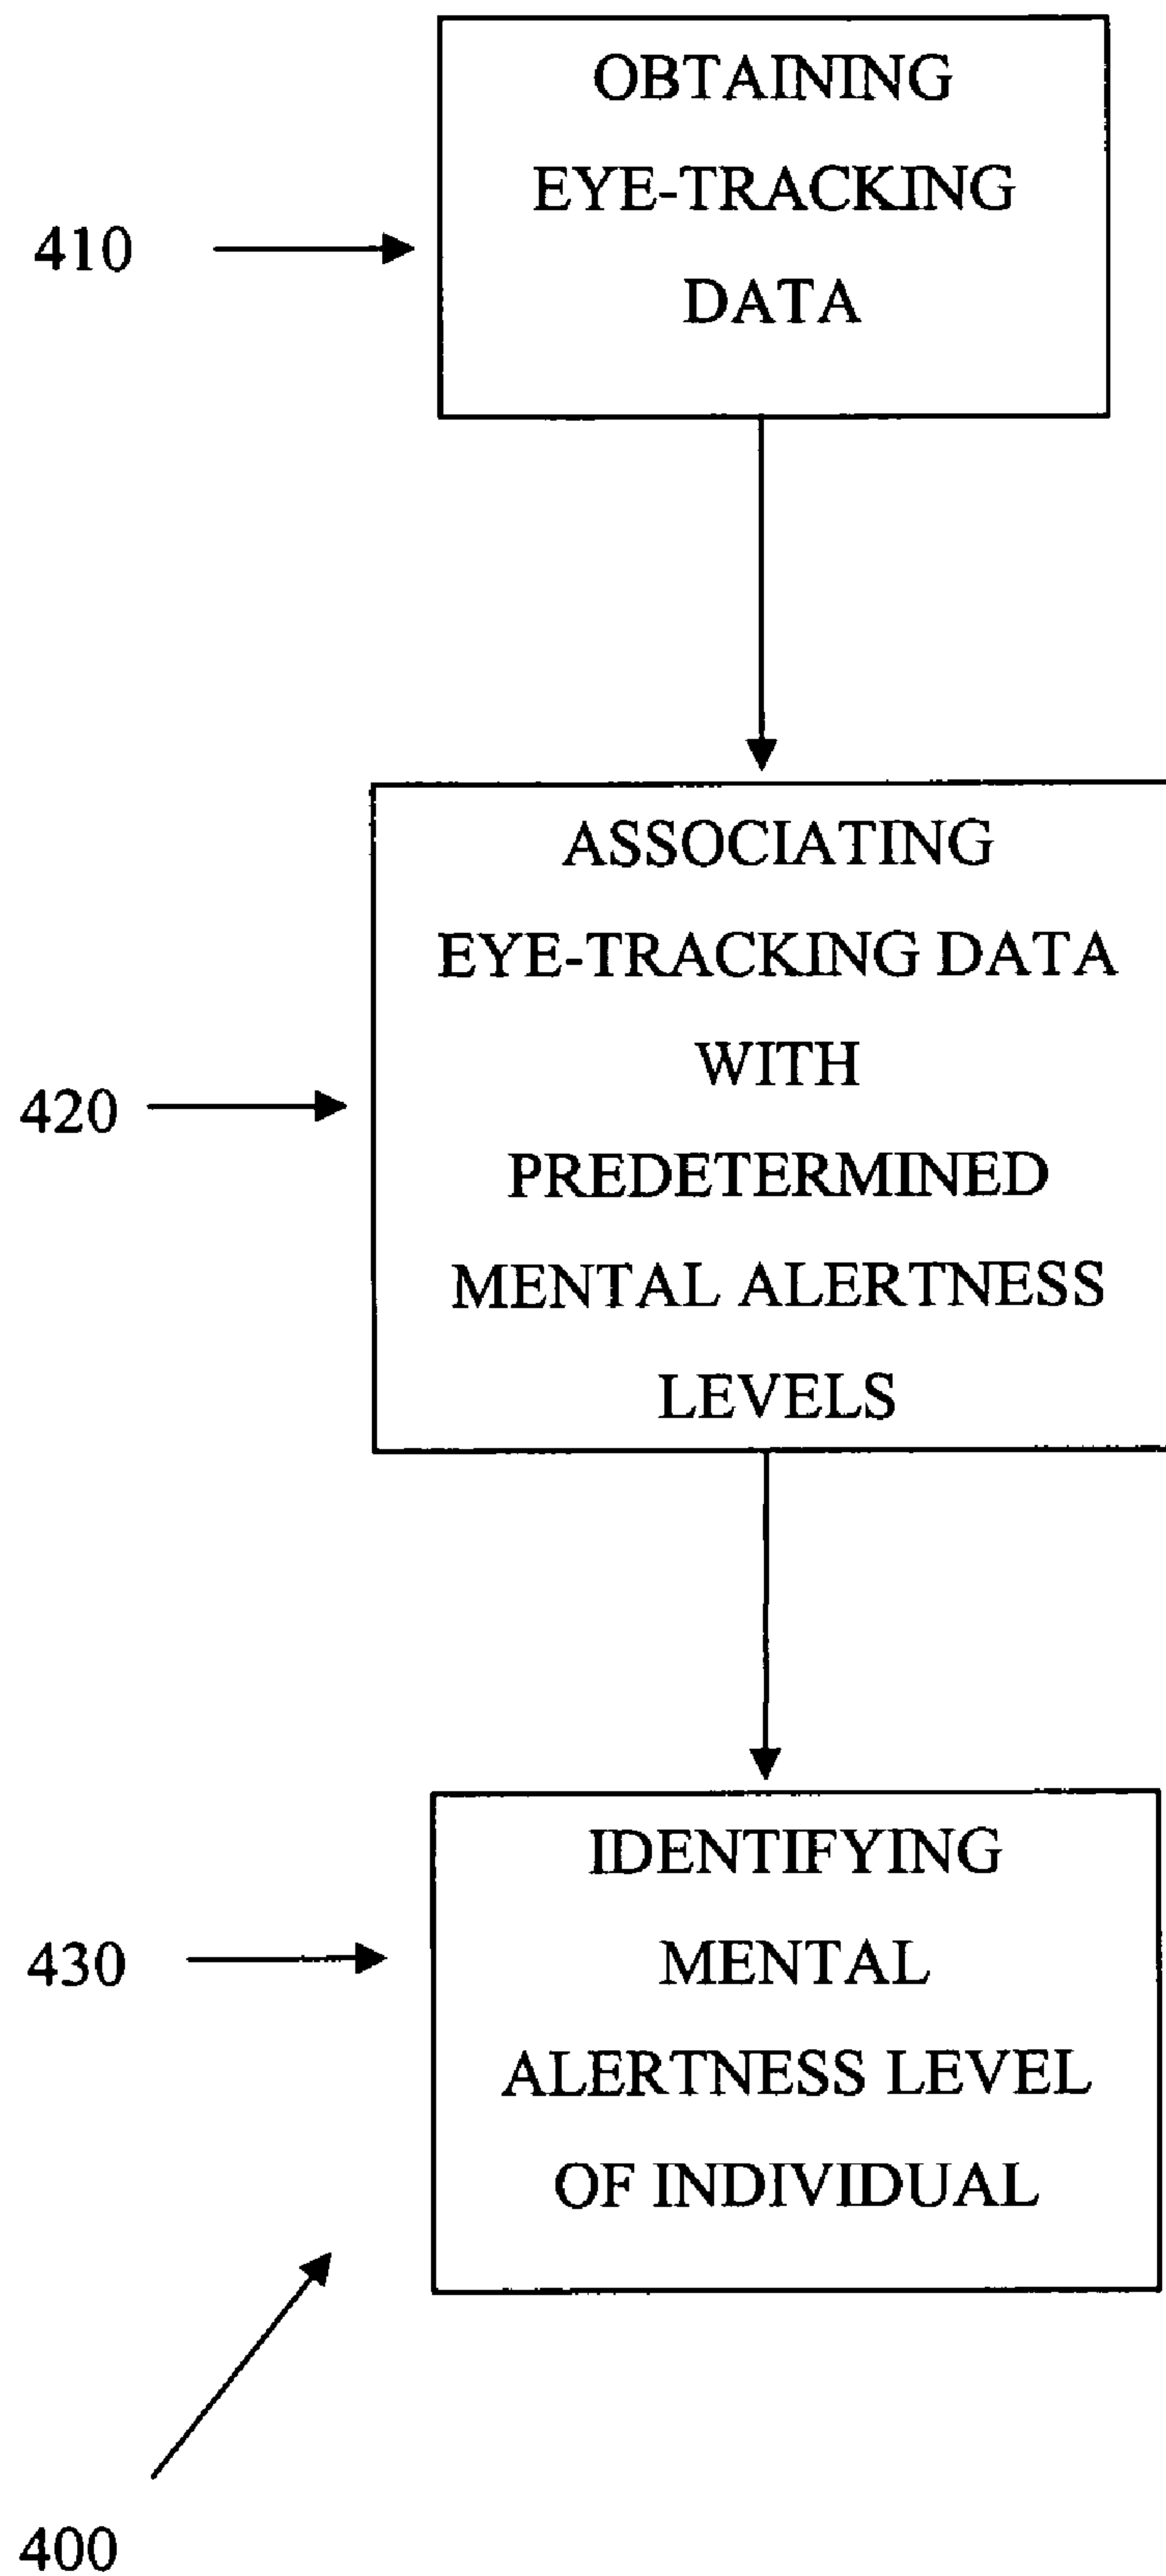 OBTAINING
EYE-TRACKING
410
DATA
ASSOCIATING
EYE-TRACKING DATA
WITH
420
PREDETERMINED
MENTAL ALERTNESS
LEVELS
IDENTIFYING
430
MENTAL
ALERTNESS LEVEL
OF INDIVIDUAL
400